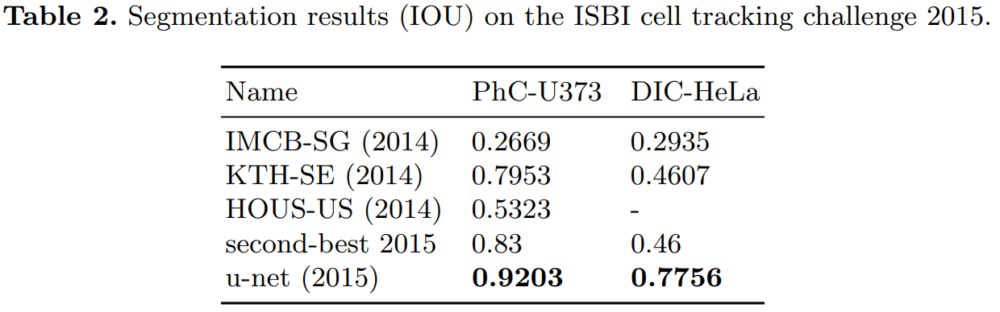 Table 2. Segmentation results (IOU) on the ISBI cell tracking challenge 2015.
Name PhC-U373 DIC-HeLa
IMCB-SG (2014) 0.2669 0.2935
KTH-SE (2014) 0.7953 0.4607
HOUS-US (2014) 0.5323 -
second-best 2015 0.83 0.46
u-net (2015) 0.9203 0.7756